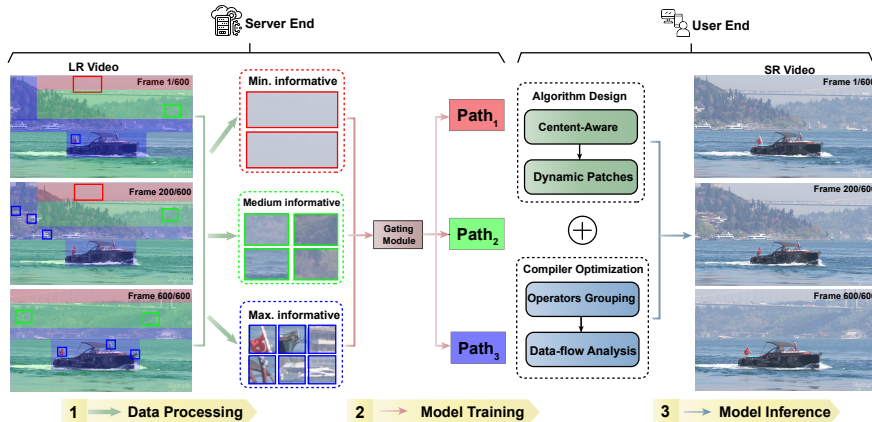 Server End
User End
LR Video
SR Video
Frame 1/600
Frame 200/600
Frame 600/600
Min. informative
Medium informative
Max. informative
Gating
Module
Path1
Path2
Path3
Algorithm Design
Centent-Aware
Dynamic Patches
Compiler Optimization
Operators Grouping
Data-flow Analysis
Frame 1/600
Frame 200/600
Frame 600/600
1 Data Processing
2 Model Training
3 Model Inference